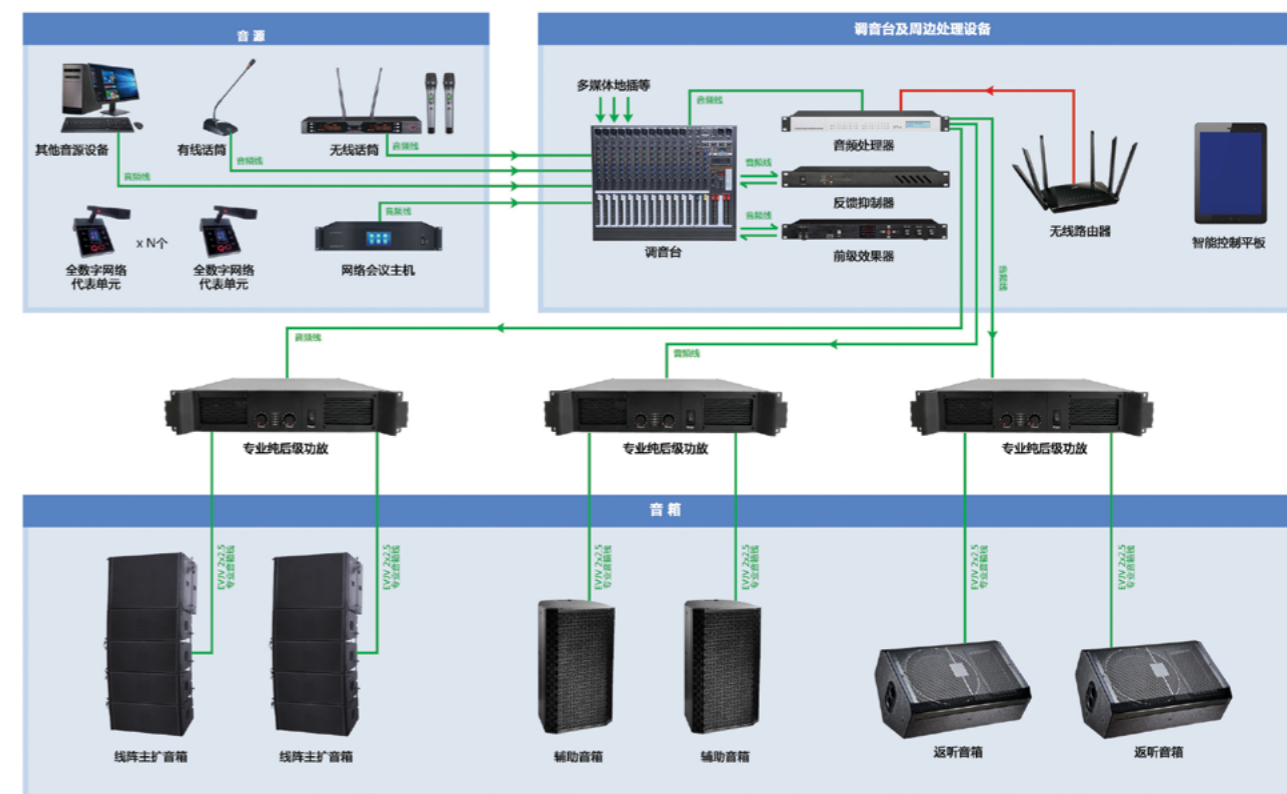 音 源
其他音源设备
有线话筒
无线话筒
音频线
音频线
音频线
音频线
x N个
全数字网络
代表单元
全数字网络
代表单元
网络会议主机
调音台及周边处理设备
多媒体地插等
音频线
音频处理器
音频线
反馈抑制器
音频线
前级效果器
调音台
无线路由器
智能控制平板
音频线
音频线
音频线
专业纯后级功放
专业纯后级功放
专业纯后级功放
音 箱
EVJV 2x2.5
专业音箱线
EVJV 2x2.5
专业音箱线
EVJV 2x2.5
专业音箱线
EVJV 2x2.5
专业音箱线
EVJV 2x2.5
专业音箱线
EVJV 2x2.5
专业音箱线
线阵主扩音箱
线阵主扩音箱
辅助音箱
辅助音箱
返听音箱
返听音箱